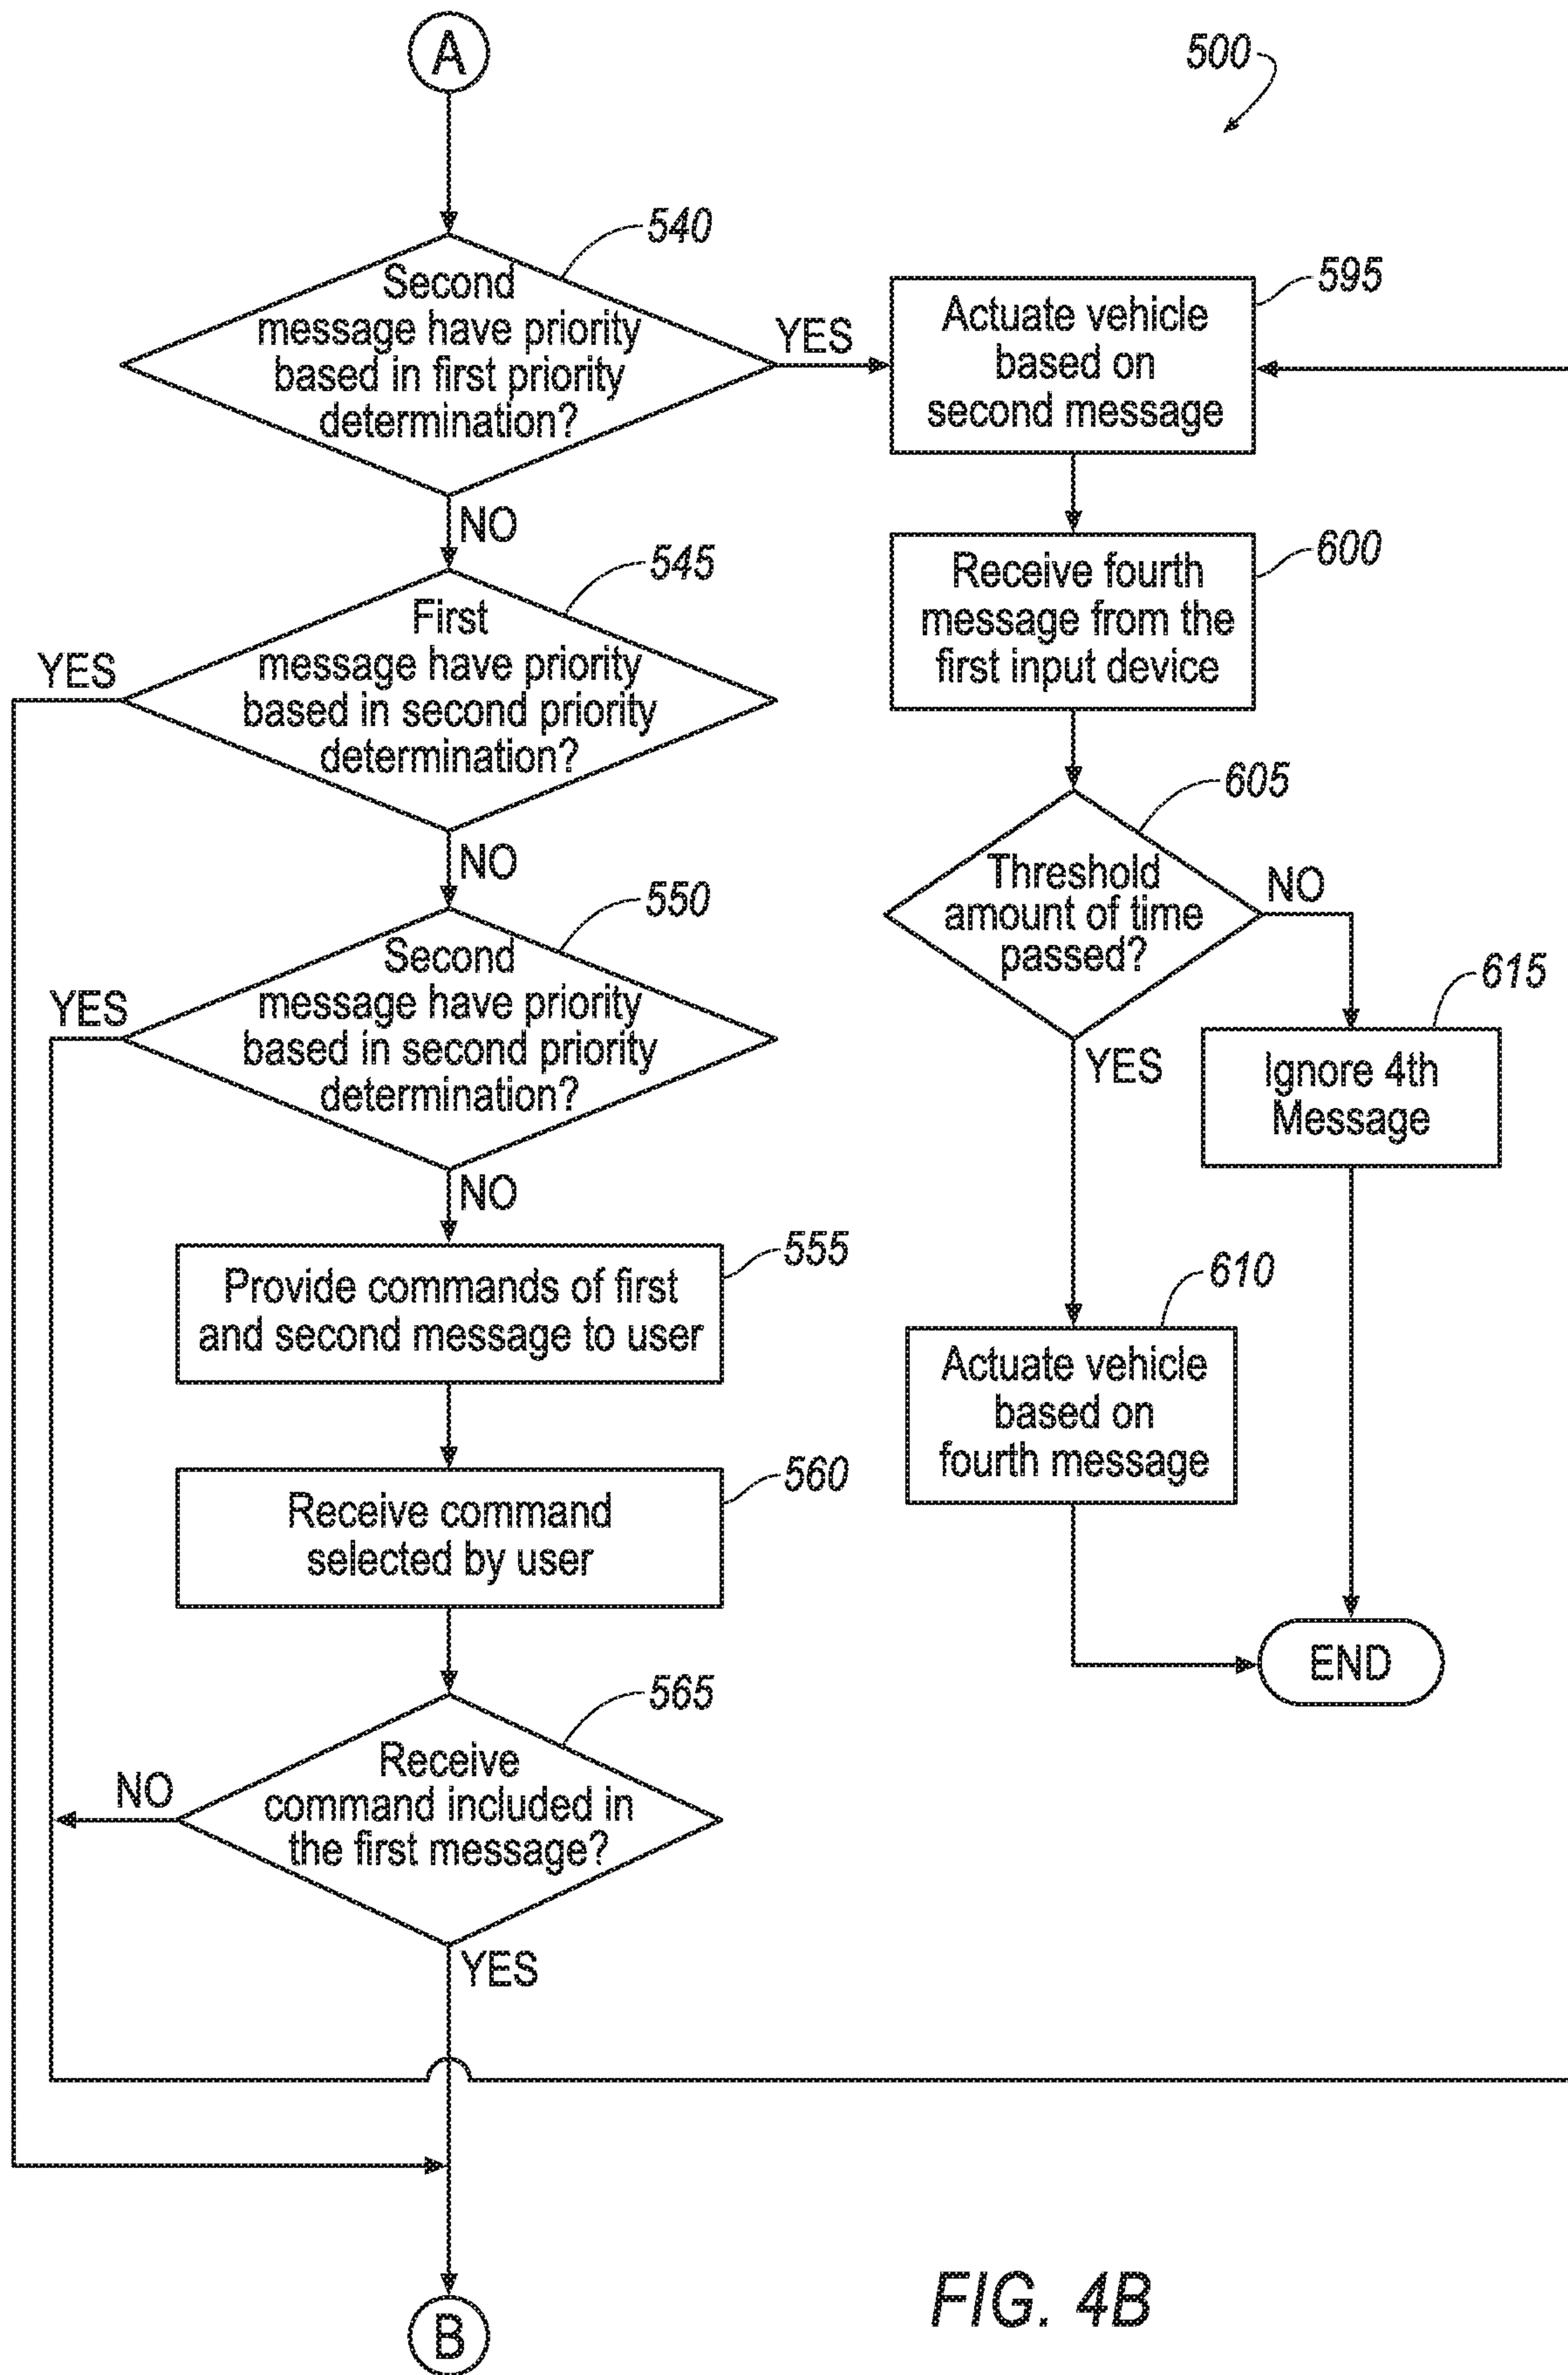 A
500
540
Second
message have priority
based in first priority
determination?
YES
595
Actuate vehicle
based on
second message
NO
600
Receive fourth
message from the
first input device
545
First
message have priority
based in second priority
determination?
YES
605
Threshold
amount of time
passed?
NO
NO
550
Second
message have priority
based in second priority
determination?
YES
615
Ignore 4th
Message
YES
NO
555
Provide commands of first
and second message to user
610
Actuate vehicle
based on
fourth message
560
Receive command
selected by user
END
565
Receive
command included in
the first message?
NO
YES
B
FIG. 4B